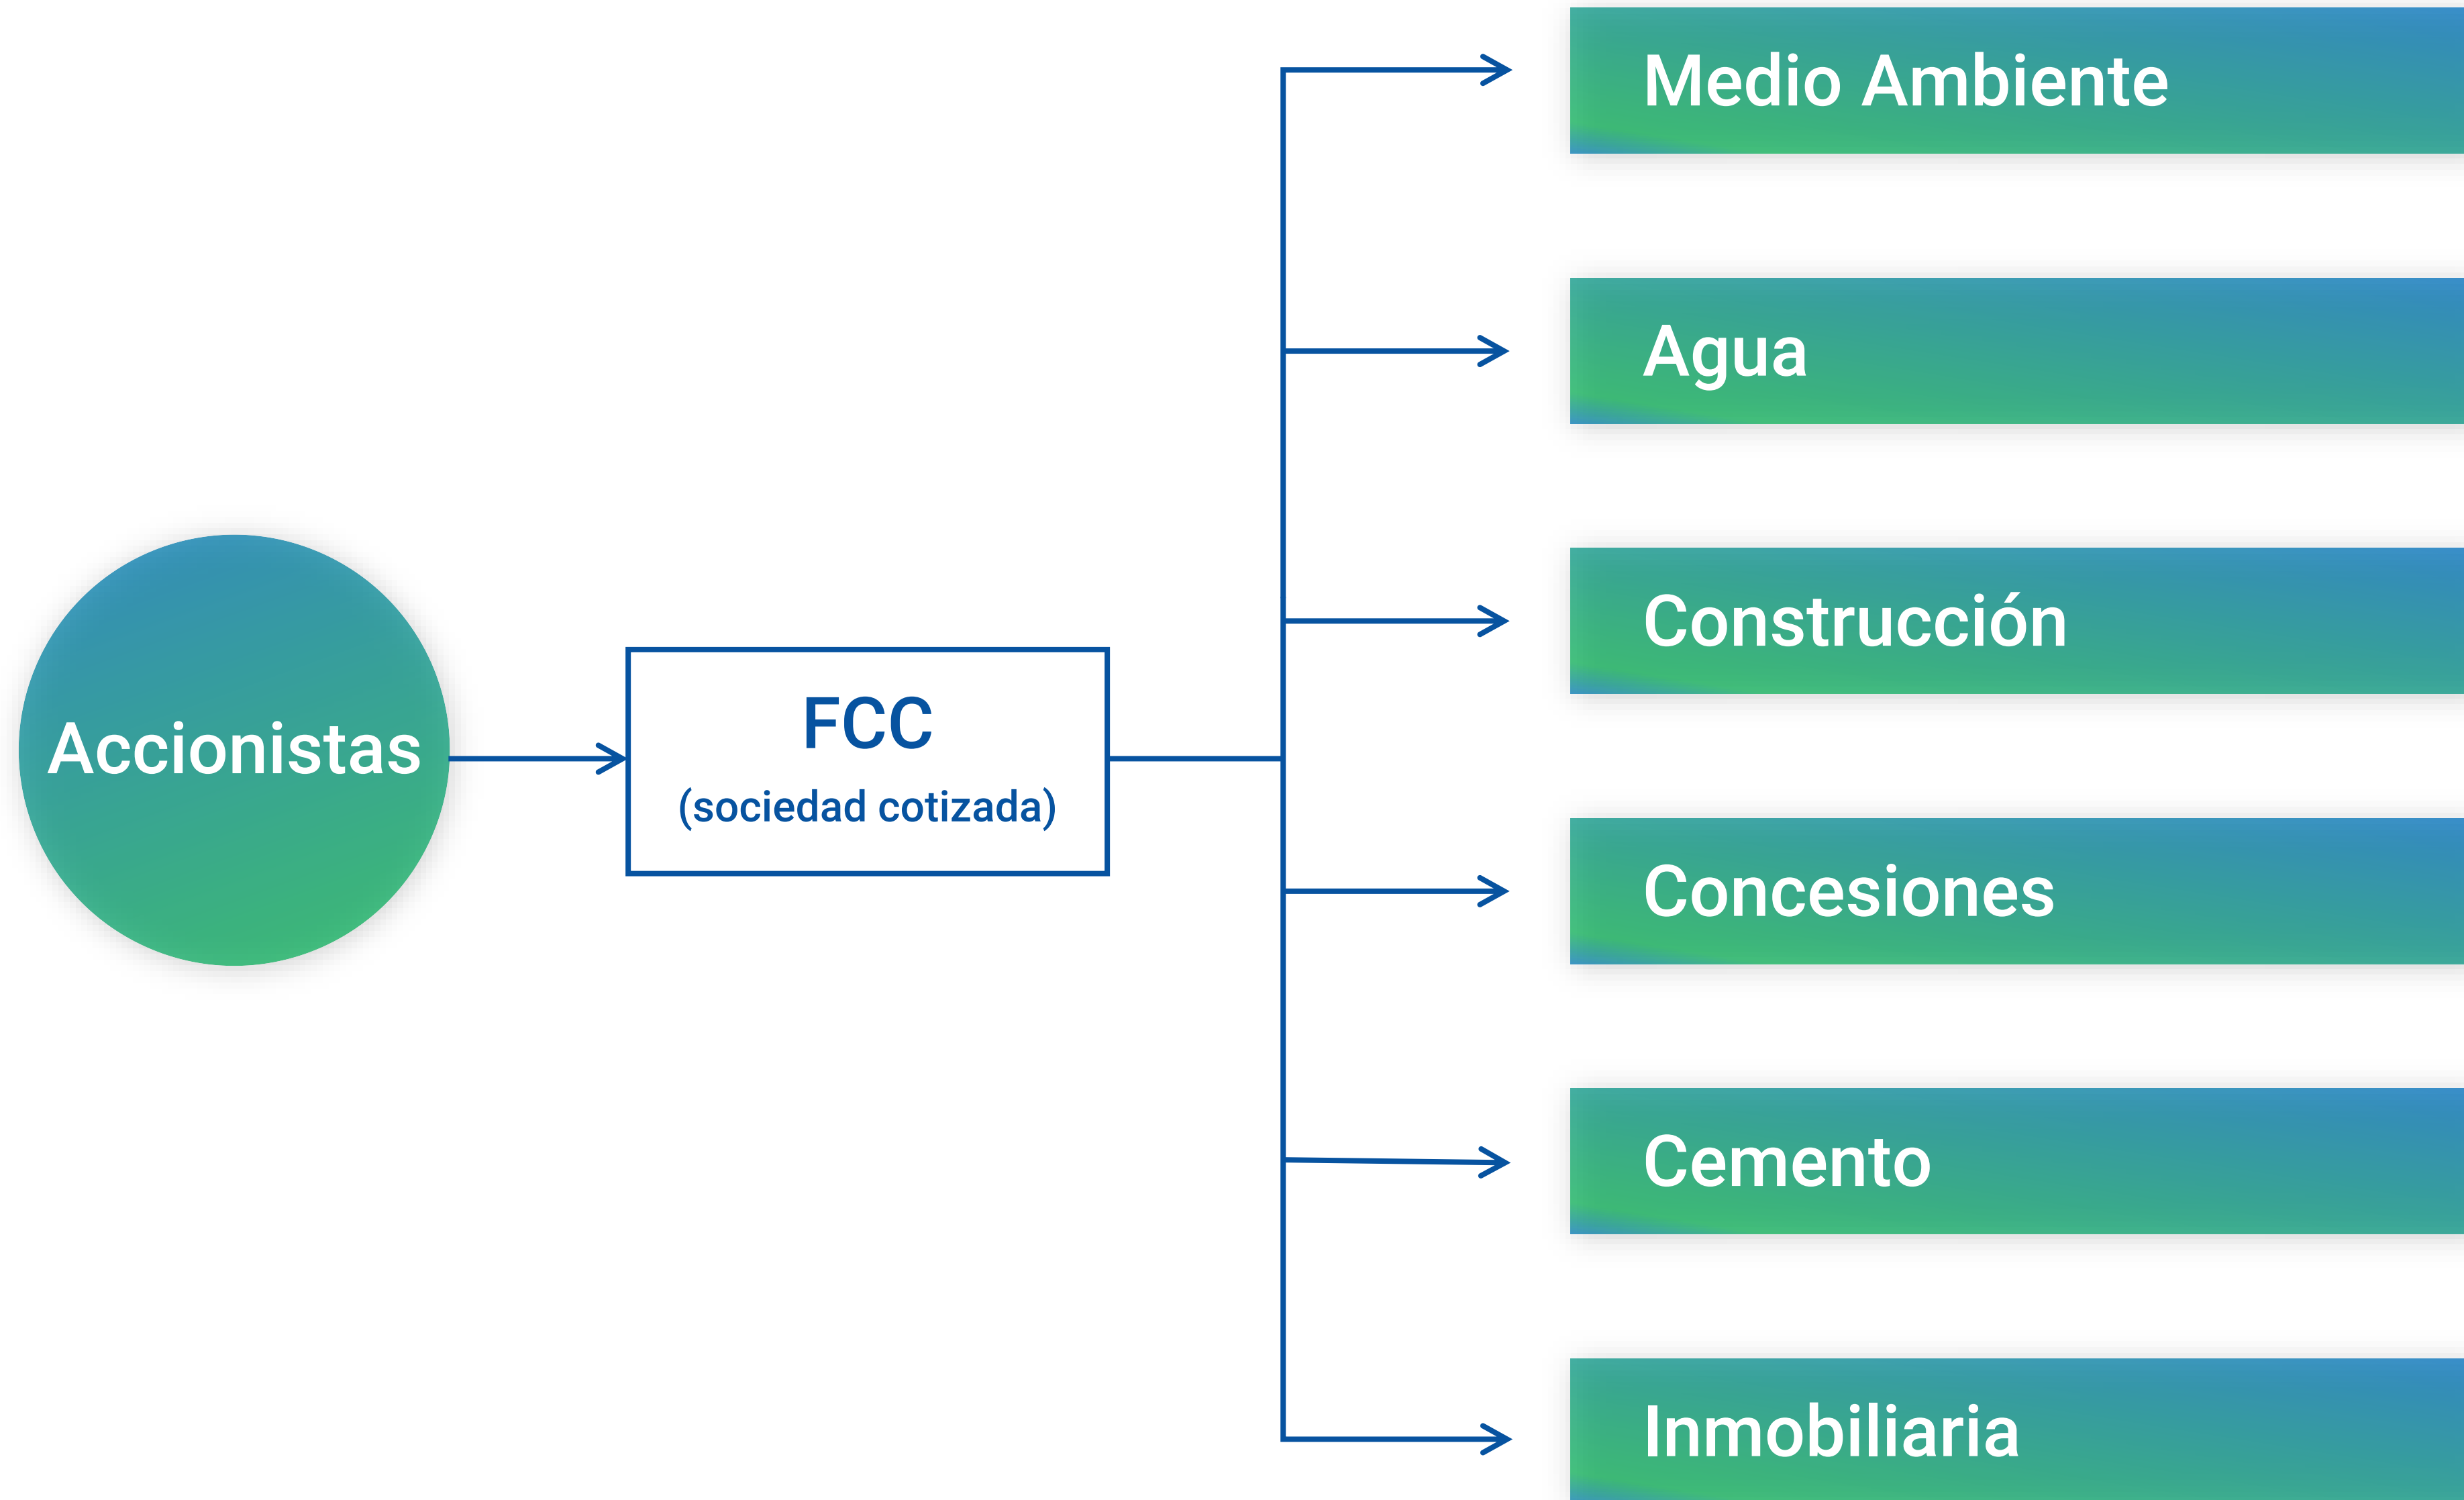 Accionistas
FCC
(sociedad cotizada)
Medio Ambiente
Agua
Construcción
Concesiones
Cemento
Inmobiliaria